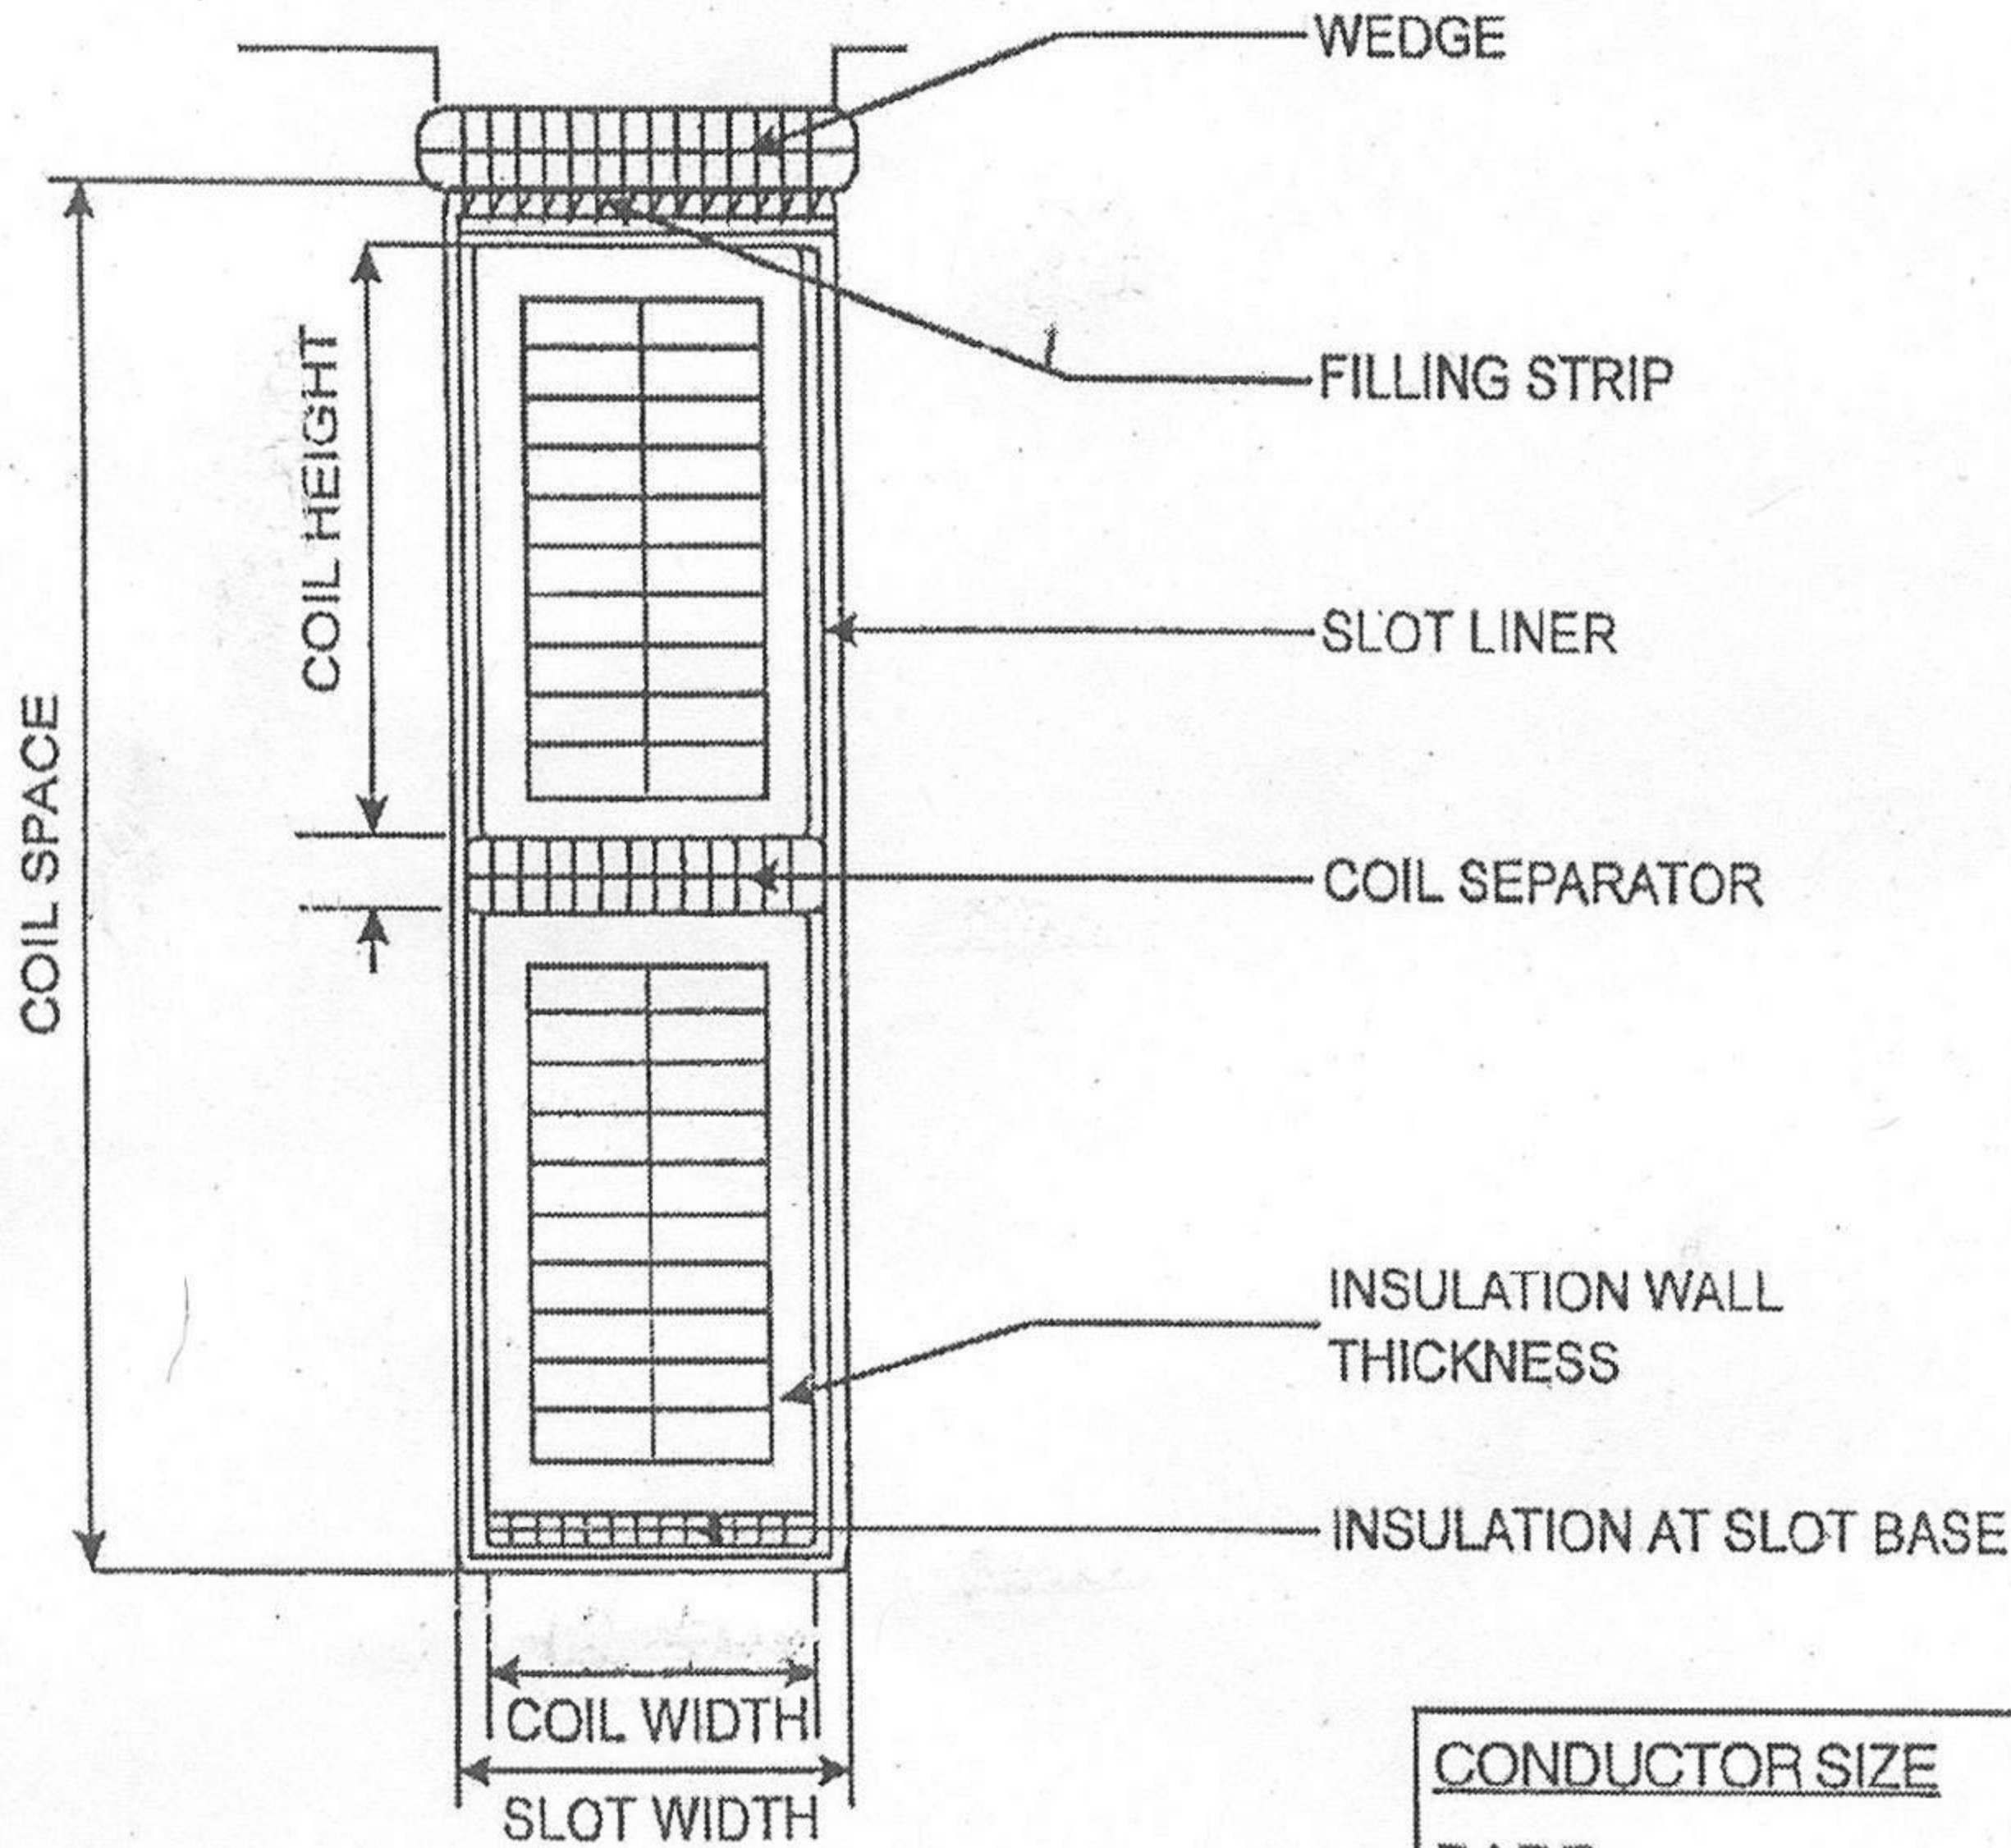 WEDGE
FILLING STRIP
COIL HEIGHT
SLOT LINER
COIL SPACE
COIL SEPARATOR
INSULATION WALL
THICKNESS
INSULATION AT SLOT BASE
COIL WIDTH
SLOT WIDTH
CONDUCTOR SIZE